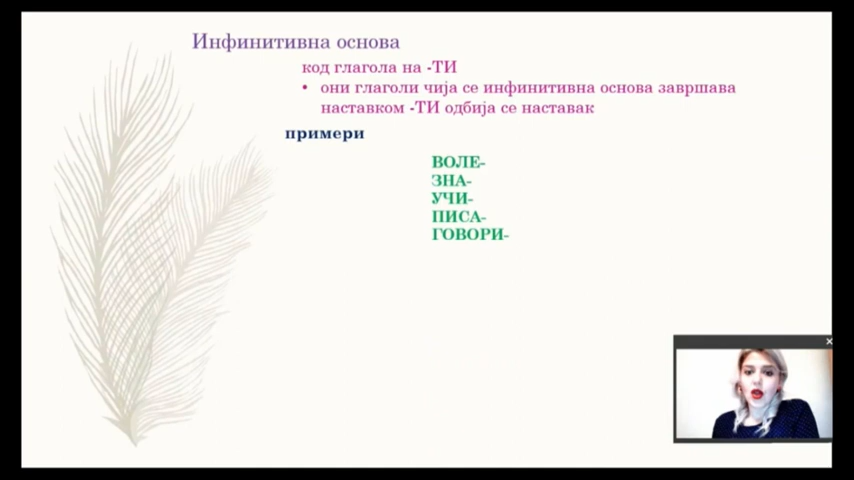 Инфинитивна основа
код глагола на -ТИ
• они глаголи чија се инфинитивна основа завршава
наставком -ТИ одбија се наставак
примери
ВОЛЕ-
ЗНА-
УЧИ-
ПИСА-
ГОВОРИ-